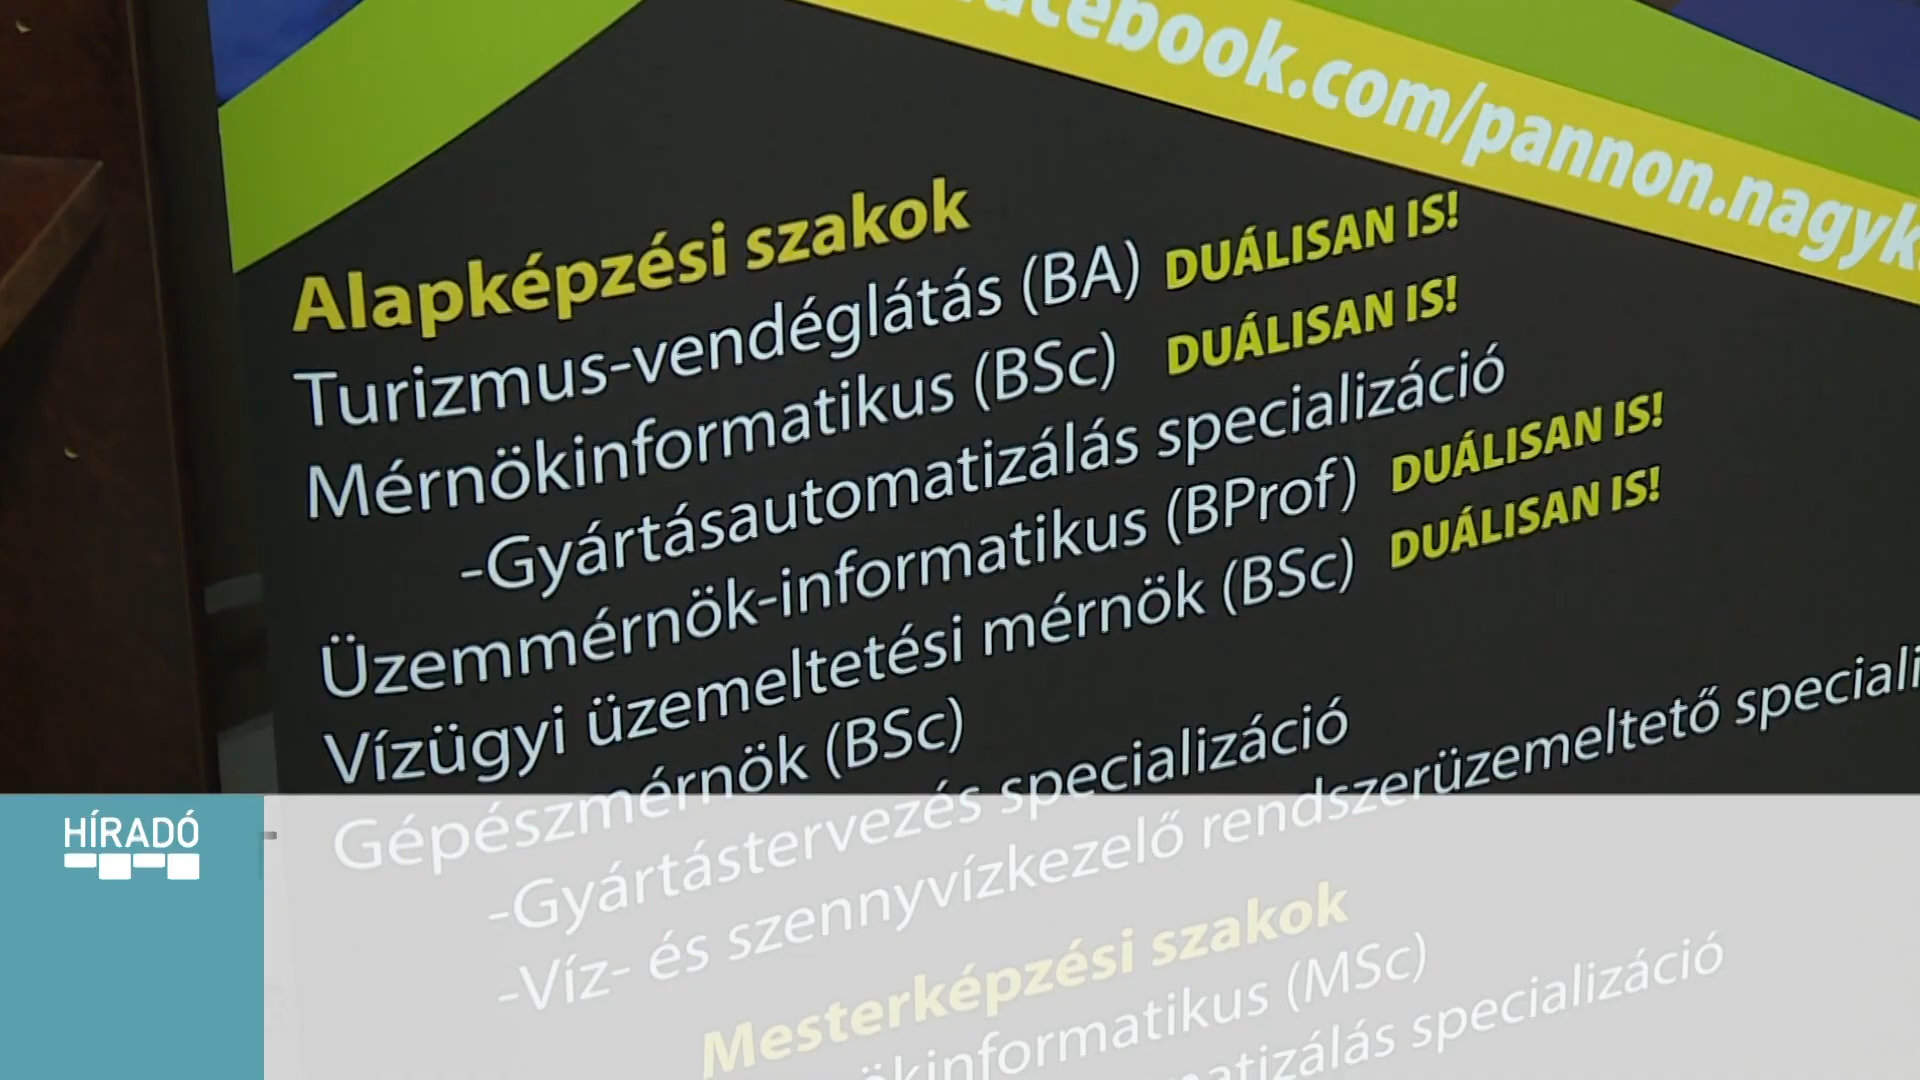 facebook.com/pannon.nagyk
Alapképzési szakok
Turizmus-vendéglátás (BA) DUÁLISAN IS!
Mérnökinformatikus (BSc) DUÁLISAN IS!
-Gyártásautomatizálás specializáció
Üzemmérnök-informatikus (BProf) DUÁLISAN IS!
Vízügyi üzemeltetési mérnök (BSc) DUÁLISAN IS!
Gépészmérnök (BSc)
-Gyártástervezés specializáció
-Víz- és szennyvízkezelő rendszerüzemeltető speciali
Mesterképzési szakok
ökinformatikus (MSc)
atizálás specializáció
HÍRADÓ